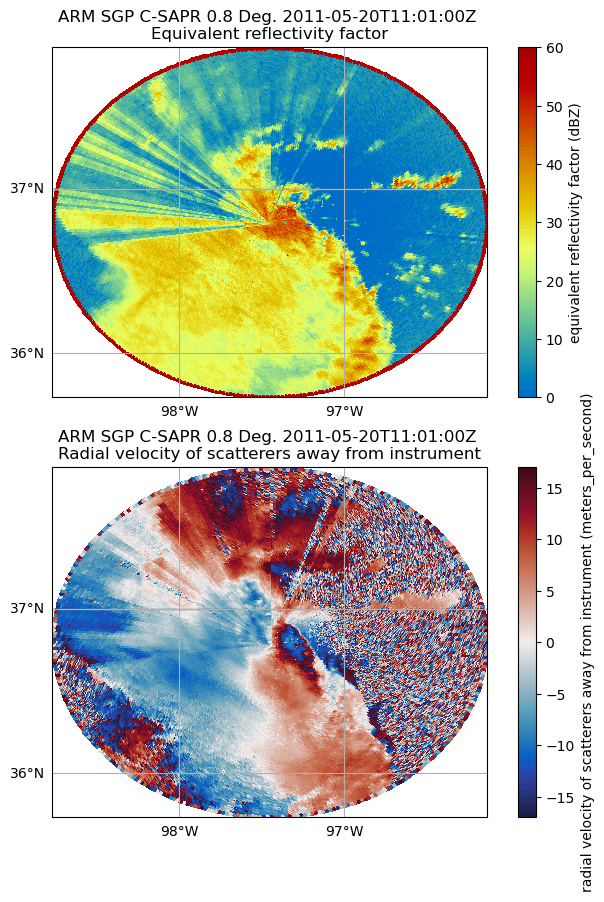 ARM SGP C-SAPR 0.8 Deg. 2011-05-20T11:01:00Z
Equivalent reflectivity factor
37°N
36°N
98°W
97°W
60
50
40
30
20
10
0
equivalent reflectivity factor (dBZ)
ARM SGP C-SAPR 0.8 Deg. 2011-05-20T11:01:00Z
Radial velocity of scatterers away from instrument
37°N
36°N
98°W
97°W
15
10
5
0
−5
−10
−15
radial velocity of scatterers away from instrument (meters_per_second)